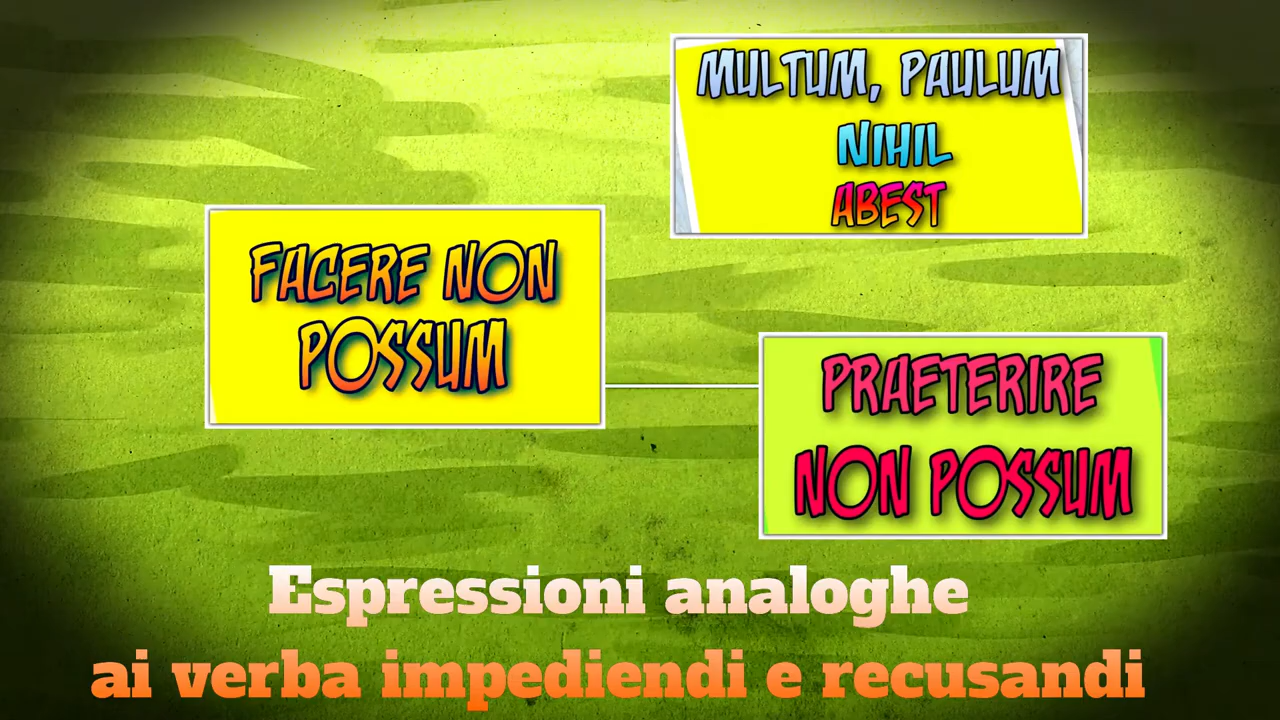 MULTUM, PAULUM
NIHIL
ABEST
FACERE NON
POSSUM
PRAETERIRE
NON POSSUM
Espressioni analoghe
ai verba impediendi e recusandi